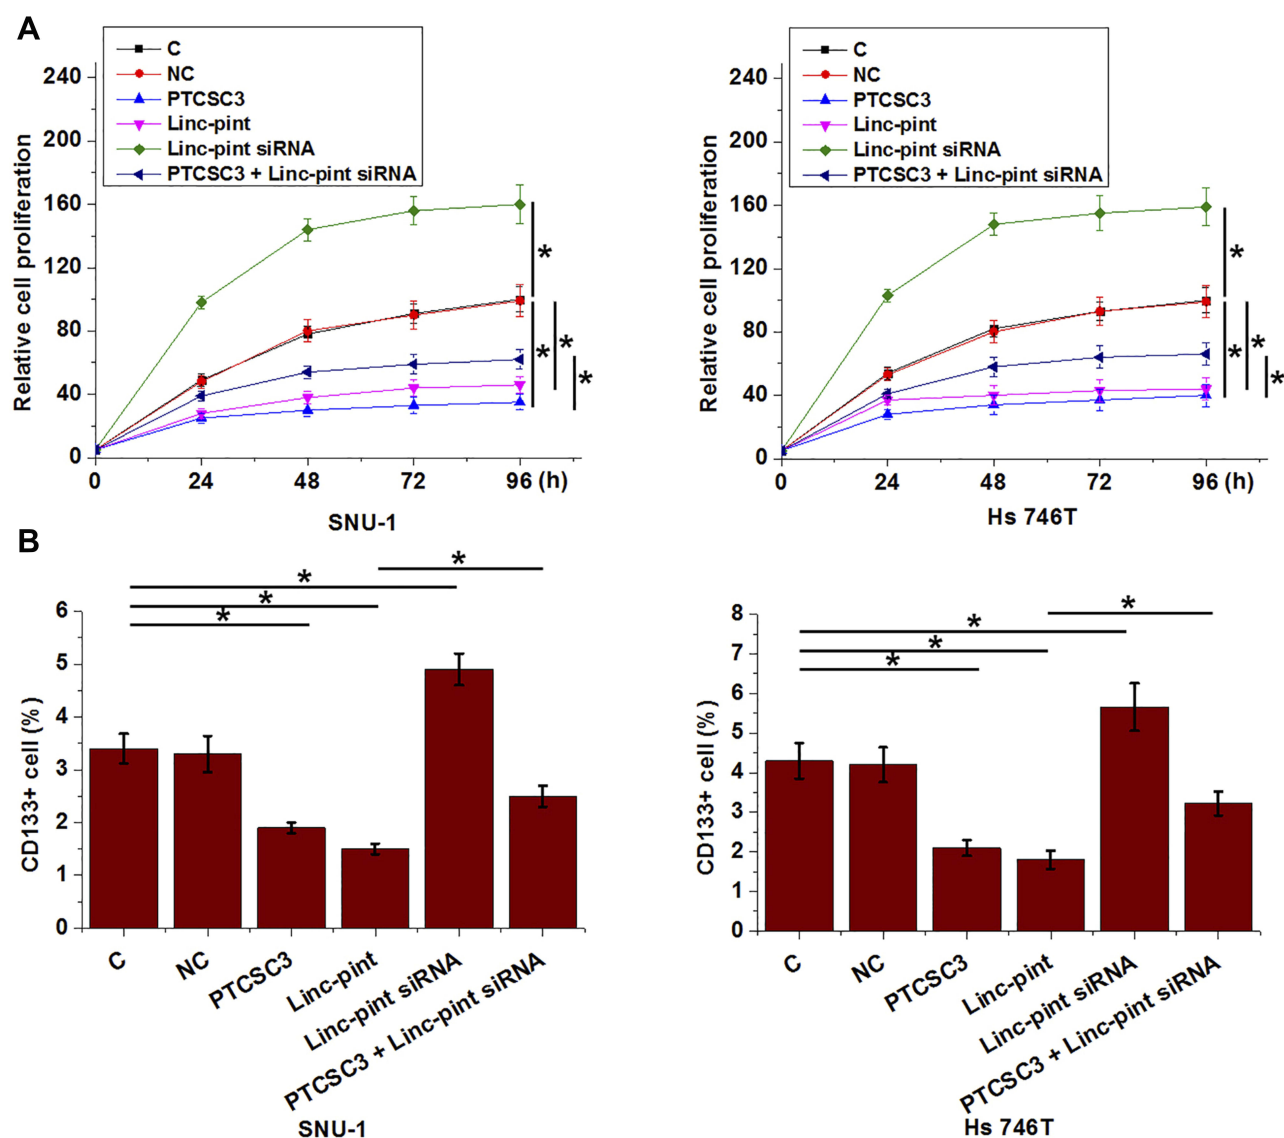 A
C
NC
PTCSC3
Linc-pint
Linc-pint siRNA
PTCSC3 + Linc-pint siRNA
Relative cell proliferation
240
200
160
120
80
40
0
*
*
*
*
0 24 48 72 96 (h)
SNU-1
C
NC
PTCSC3
Linc-pint
Linc-pint siRNA
PTCSC3 + Linc-pint siRNA
Relative cell proliferation
240
200
160
120
80
40
0
*
*
*
*
0 24 48 72 96 (h)
Hs 746T
B
*
*
*
*
CD133+ cell (%)
6
5
4
3
2
1
0
C
NC
PTCSC3
Linc-pint
Linc-pint siRNA
PTCSC3 + Linc-pint siRNA
SNU-1
*
*
*
*
CD133+ cell (%)
8
7
6
5
4
3
2
1
0
C
NC
PTCSC3
Linc-pint
Linc-pint siRNA
PTCSC3 + Linc-pint siRNA
Hs 746T